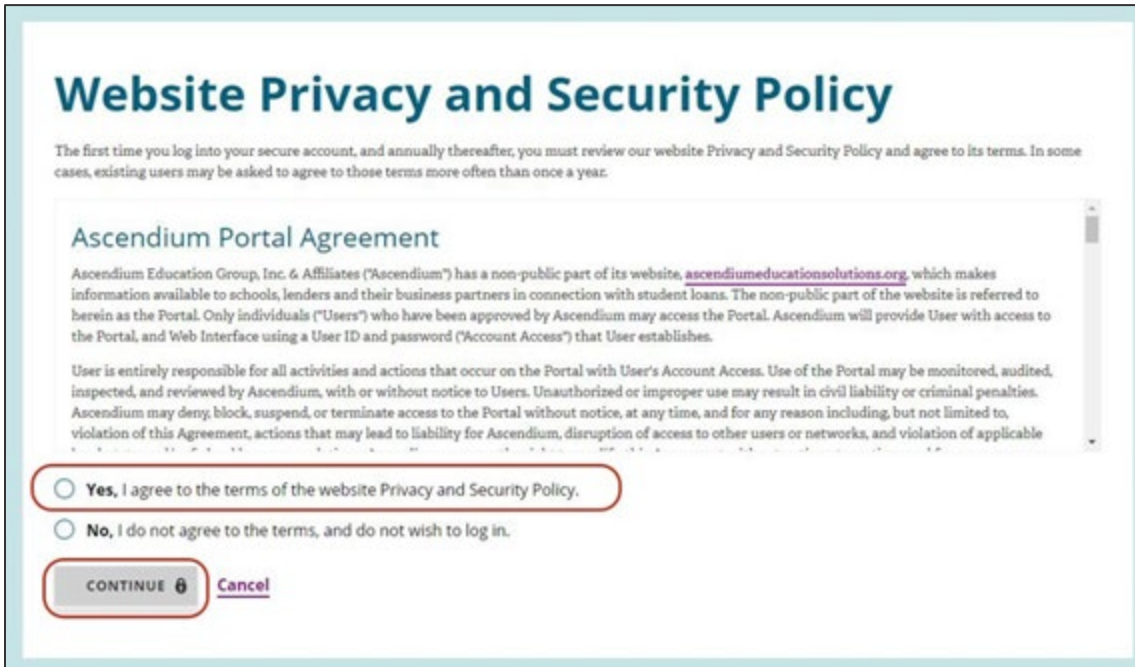 Website Privacy and Security Policy
The first time you log into your secure account, and annually thereafter, you must review our website Privacy and Security Policy and agree to its terms. In some
cases, existing users may be asked to agree to those terms more often than once a year.
Ascendium Portal Agreement
Ascendium Education Group, Inc. & Affiliates ("Ascendium") has a non-public part of its website, ascendiumeducationsolutions.org, which makes
information available to schools, lenders and their business partners in connection with student loans. The non-public part of the website is referred to
herein as the Portal. Only individuals ("Users") who have been approved by Ascendium may access the Portal. Ascendium will provide User with access to
the Portal, and Web Interface using a User ID and password ("Account Access") that User establishes.
User is entirely responsible for all activities and actions that occur on the Portal with User's Account Access. Use of the Portal may be monitored, audited,
inspected, and reviewed by Ascendium, with or without notice to Users. Unauthorized or improper use may result in civil liability or criminal penalties.
Ascendium may deny, block, suspend, or terminate access to the Portal without notice, at any time, and for any reason including, but not limited to,
violation of this Agreement, actions that may lead to liability for Ascendium, disruption of access to other users or networks, and violation of applicable
Yes, I agree to the terms of the website Privacy and Security Policy.
No, I do not agree to the terms, and do not wish to log in.
CONTINUE Cancel